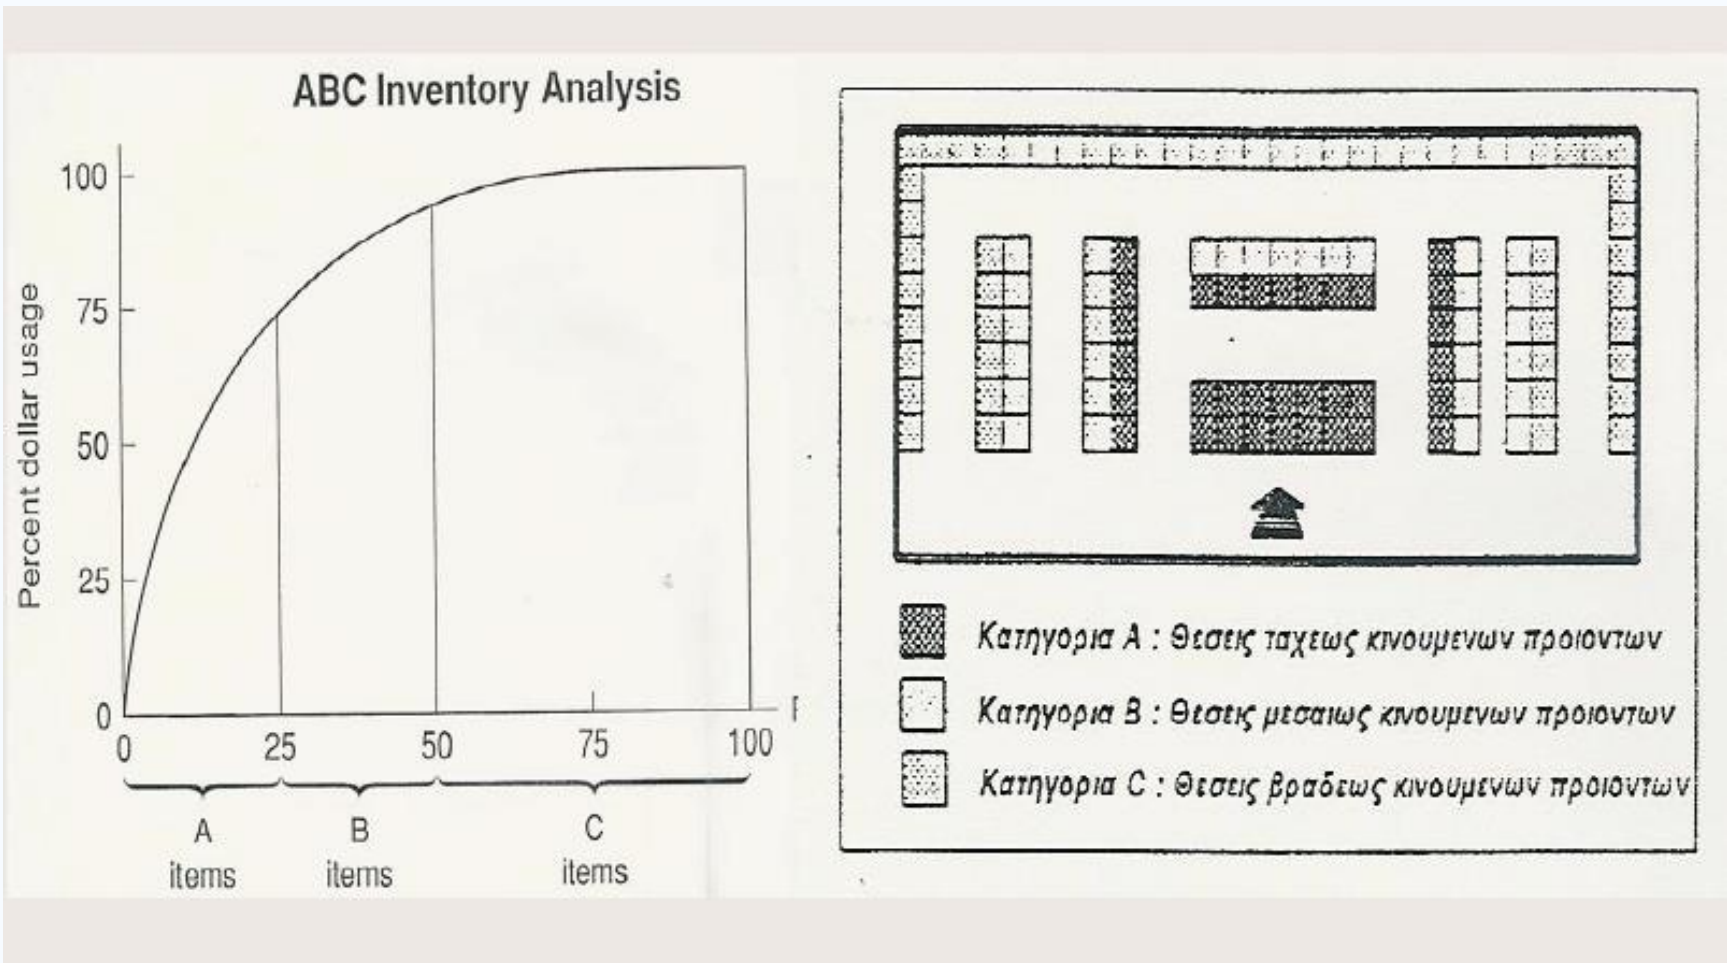 ABC Inventory Analysis
Percent dollar usage
100
75
50
25
0
0 25 50 75 100
A B C
items items items
Κατηγορια Α : Θεσεις ταχεως κινουμενων προιοντων
Κατηγορια Β : Θεσεις μεσαιως κινουμενων προιοντων
Κατηγορια C : Θεσεις βραδεως κινουμενων προιοντων